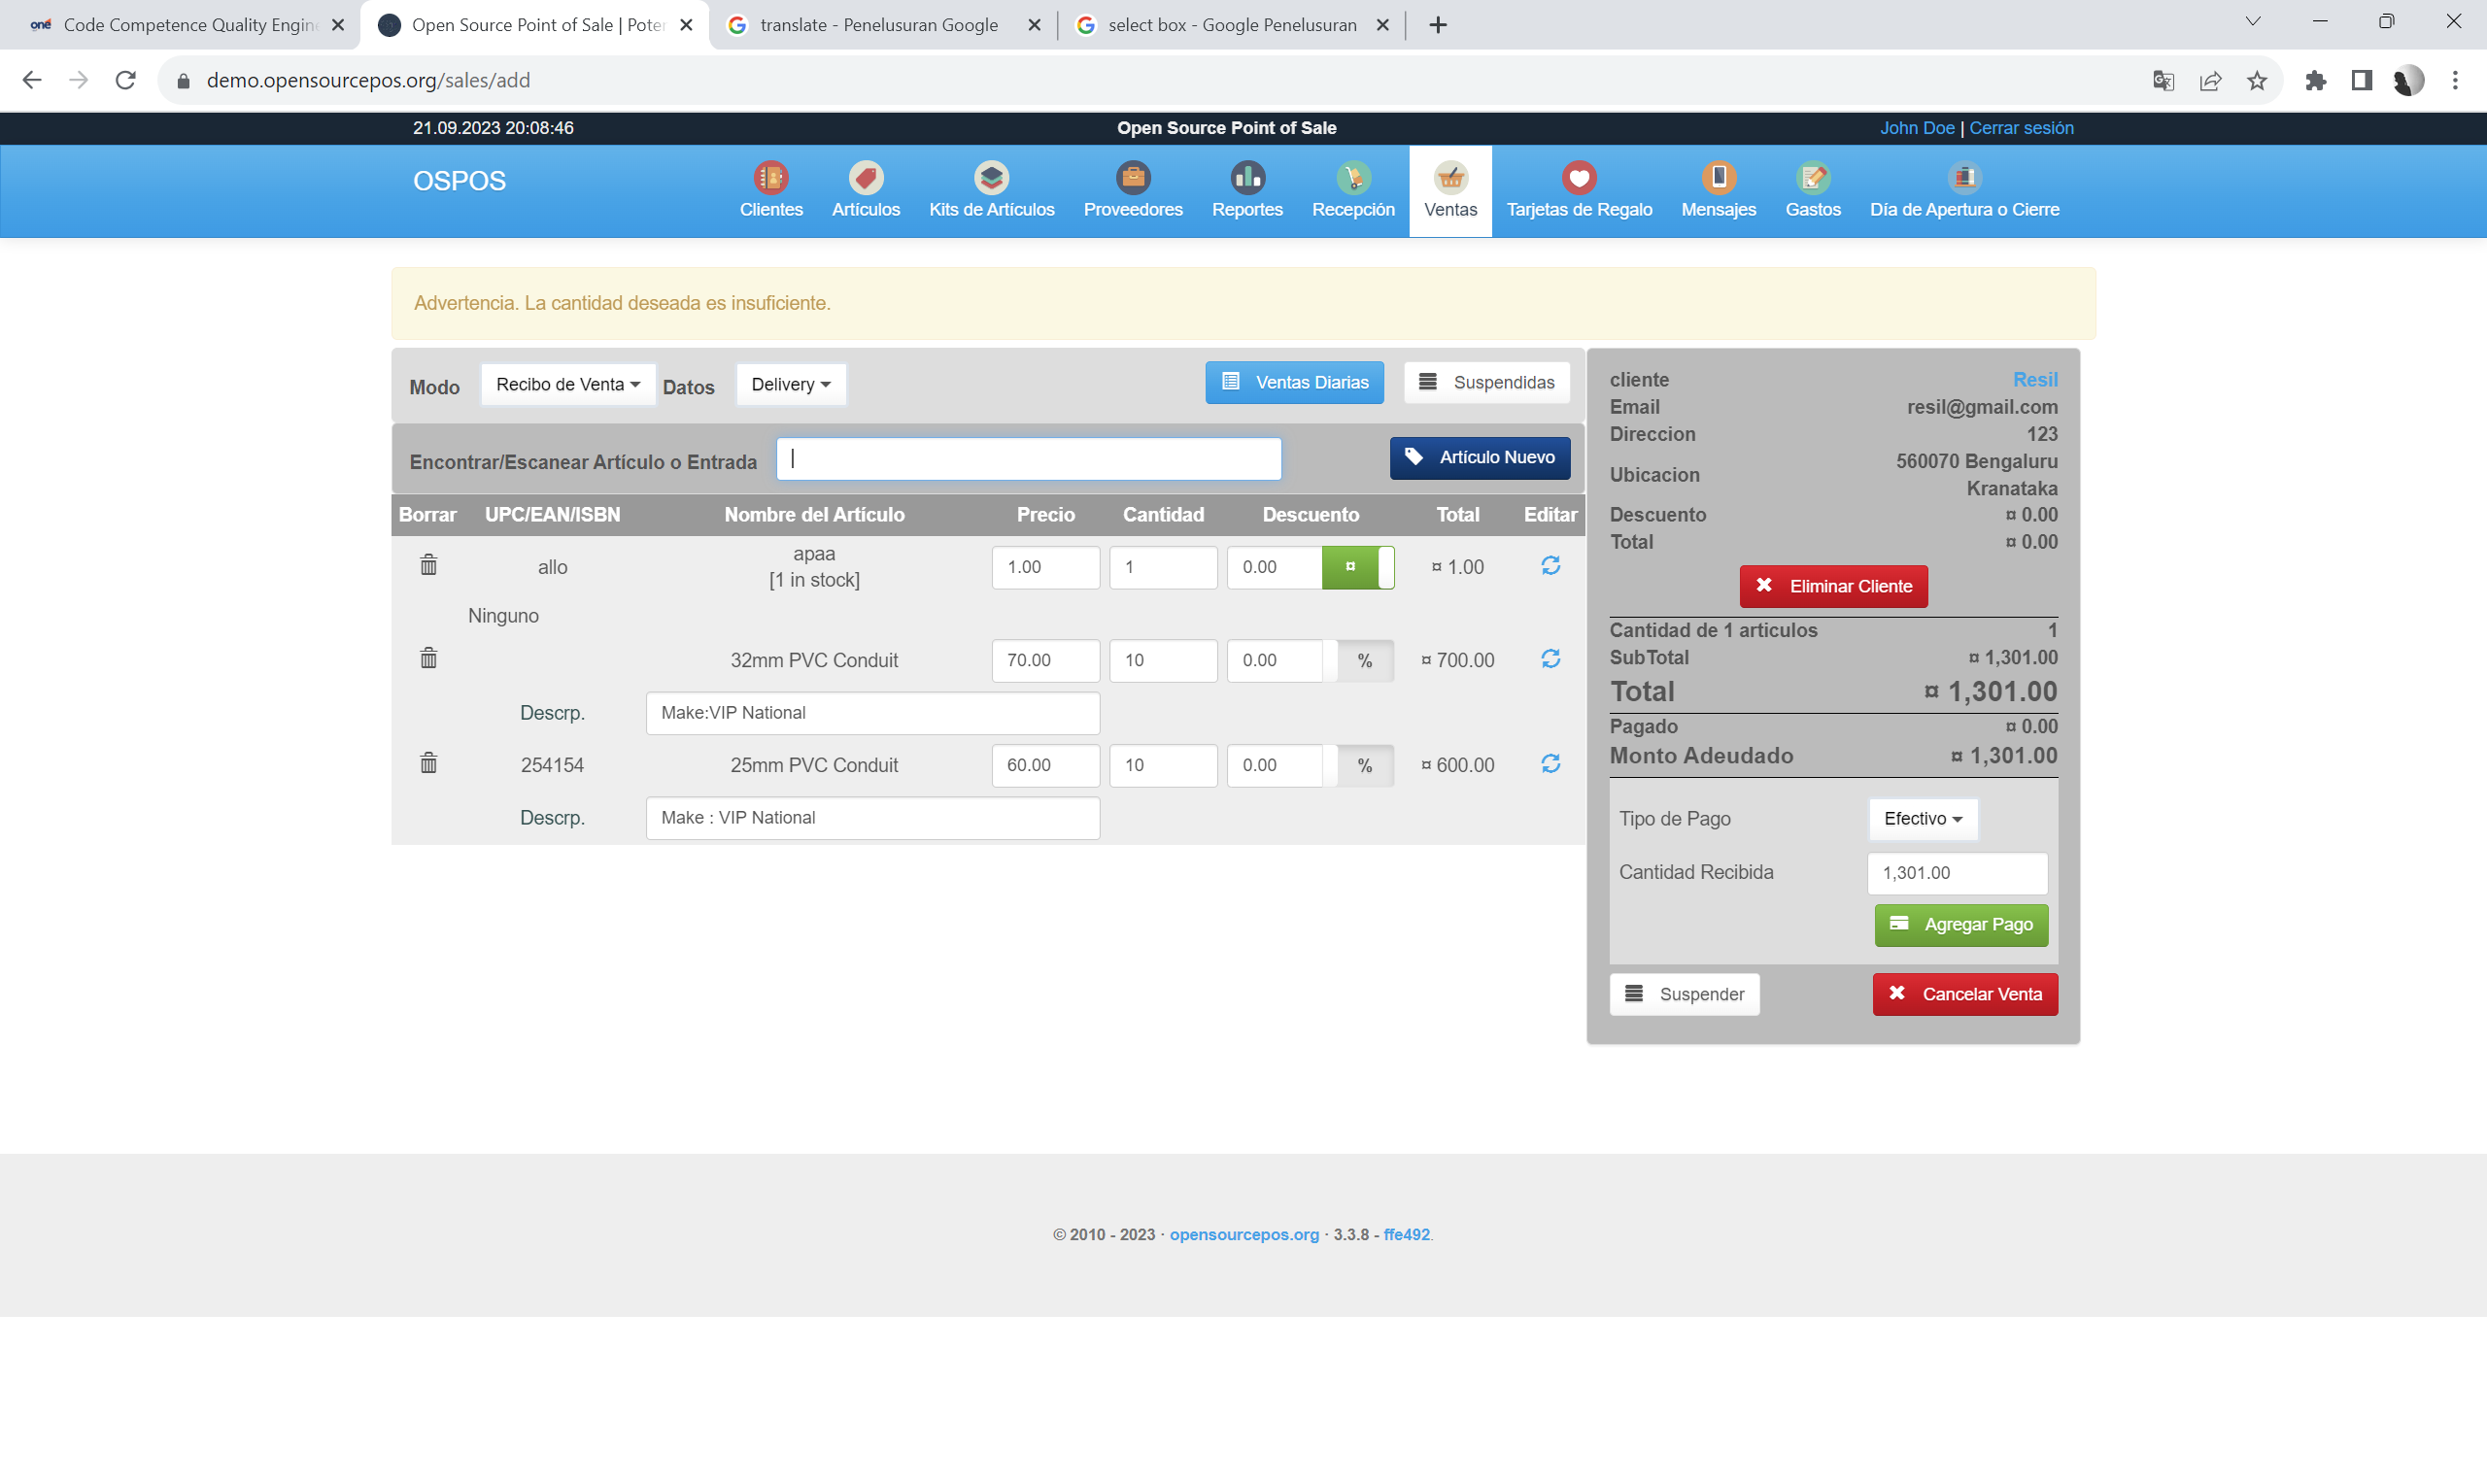 one Code Competence Quality Engine
Open Source Point of Sale | Poter
translate - Penelusuran Google
select box - Google Penelusuran
demo.opensourcepos.org/sales/add
21.09.2023 20:08:46
Open Source Point of Sale
John Doe | Cerrar sesión
OSPOS
Clientes
Artículos
Kits de Artículos
Proveedores
Reportes
Recepción
Ventas
Tarjetas de Regalo
Mensajes
Gastos
Día de Apertura o Cierre
Advertencia. La cantidad deseada es insuficiente.
Modo Recibo de Venta Datos Delivery Ventas Diarias Suspendidas
Encontrar/Escanear Artículo o Entrada Artículo Nuevo
Borrar UPC/EAN/ISBN Nombre del Artículo Precio Cantidad Descuento Total Editar
allo apaa 1.00 1 0.00 ¤ ¤ 1.00
[1 in stock]
Ninguno
32mm PVC Conduit 70.00 10 0.00 % ¤ 700.00
Descrp. Make:VIP National
254154 25mm PVC Conduit 60.00 10 0.00 % ¤ 600.00
Descrp. Make : VIP National
cliente Resil
Email resil@gmail.com
Direccion 123
Ubicacion 560070 Bengaluru
Kranataka
Descuento ¤ 0.00
Total ¤ 0.00
Eliminar Cliente
Cantidad de 1 articulos 1
SubTotal ¤ 1,301.00
Total ¤ 1,301.00
Pagado ¤ 0.00
Monto Adeudado ¤ 1,301.00
Tipo de Pago Efectivo
Cantidad Recibida 1,301.00
Agregar Pago
Suspender Cancelar Venta
© 2010 - 2023 · opensourcepos.org · 3.3.8 - ffe492.